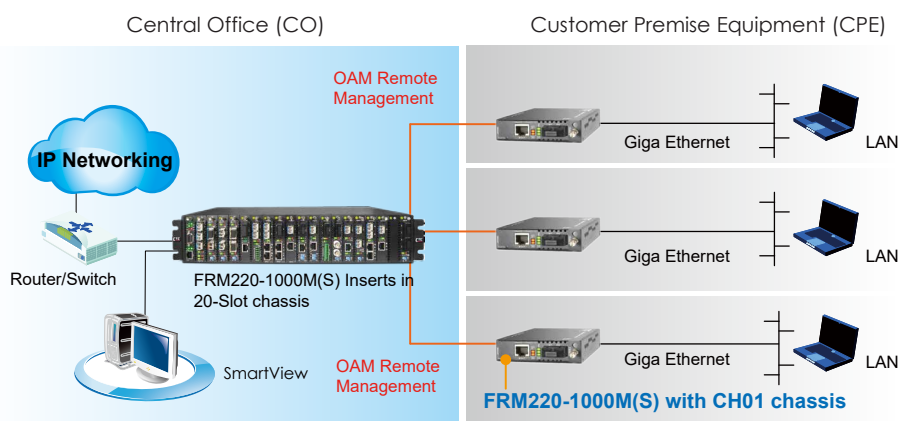 Central Office (CO)
Customer Premise Equipment (CPE)
OAM Remote
Management
IP Networking
Router/Switch
FRM220-1000M(S) Inserts in
20-Slot chassis
SmartView
OAM Remote
Management
Giga Ethernet
LAN
Giga Ethernet
LAN
Giga Ethernet
LAN
FRM220-1000M(S) with CH01 chassis